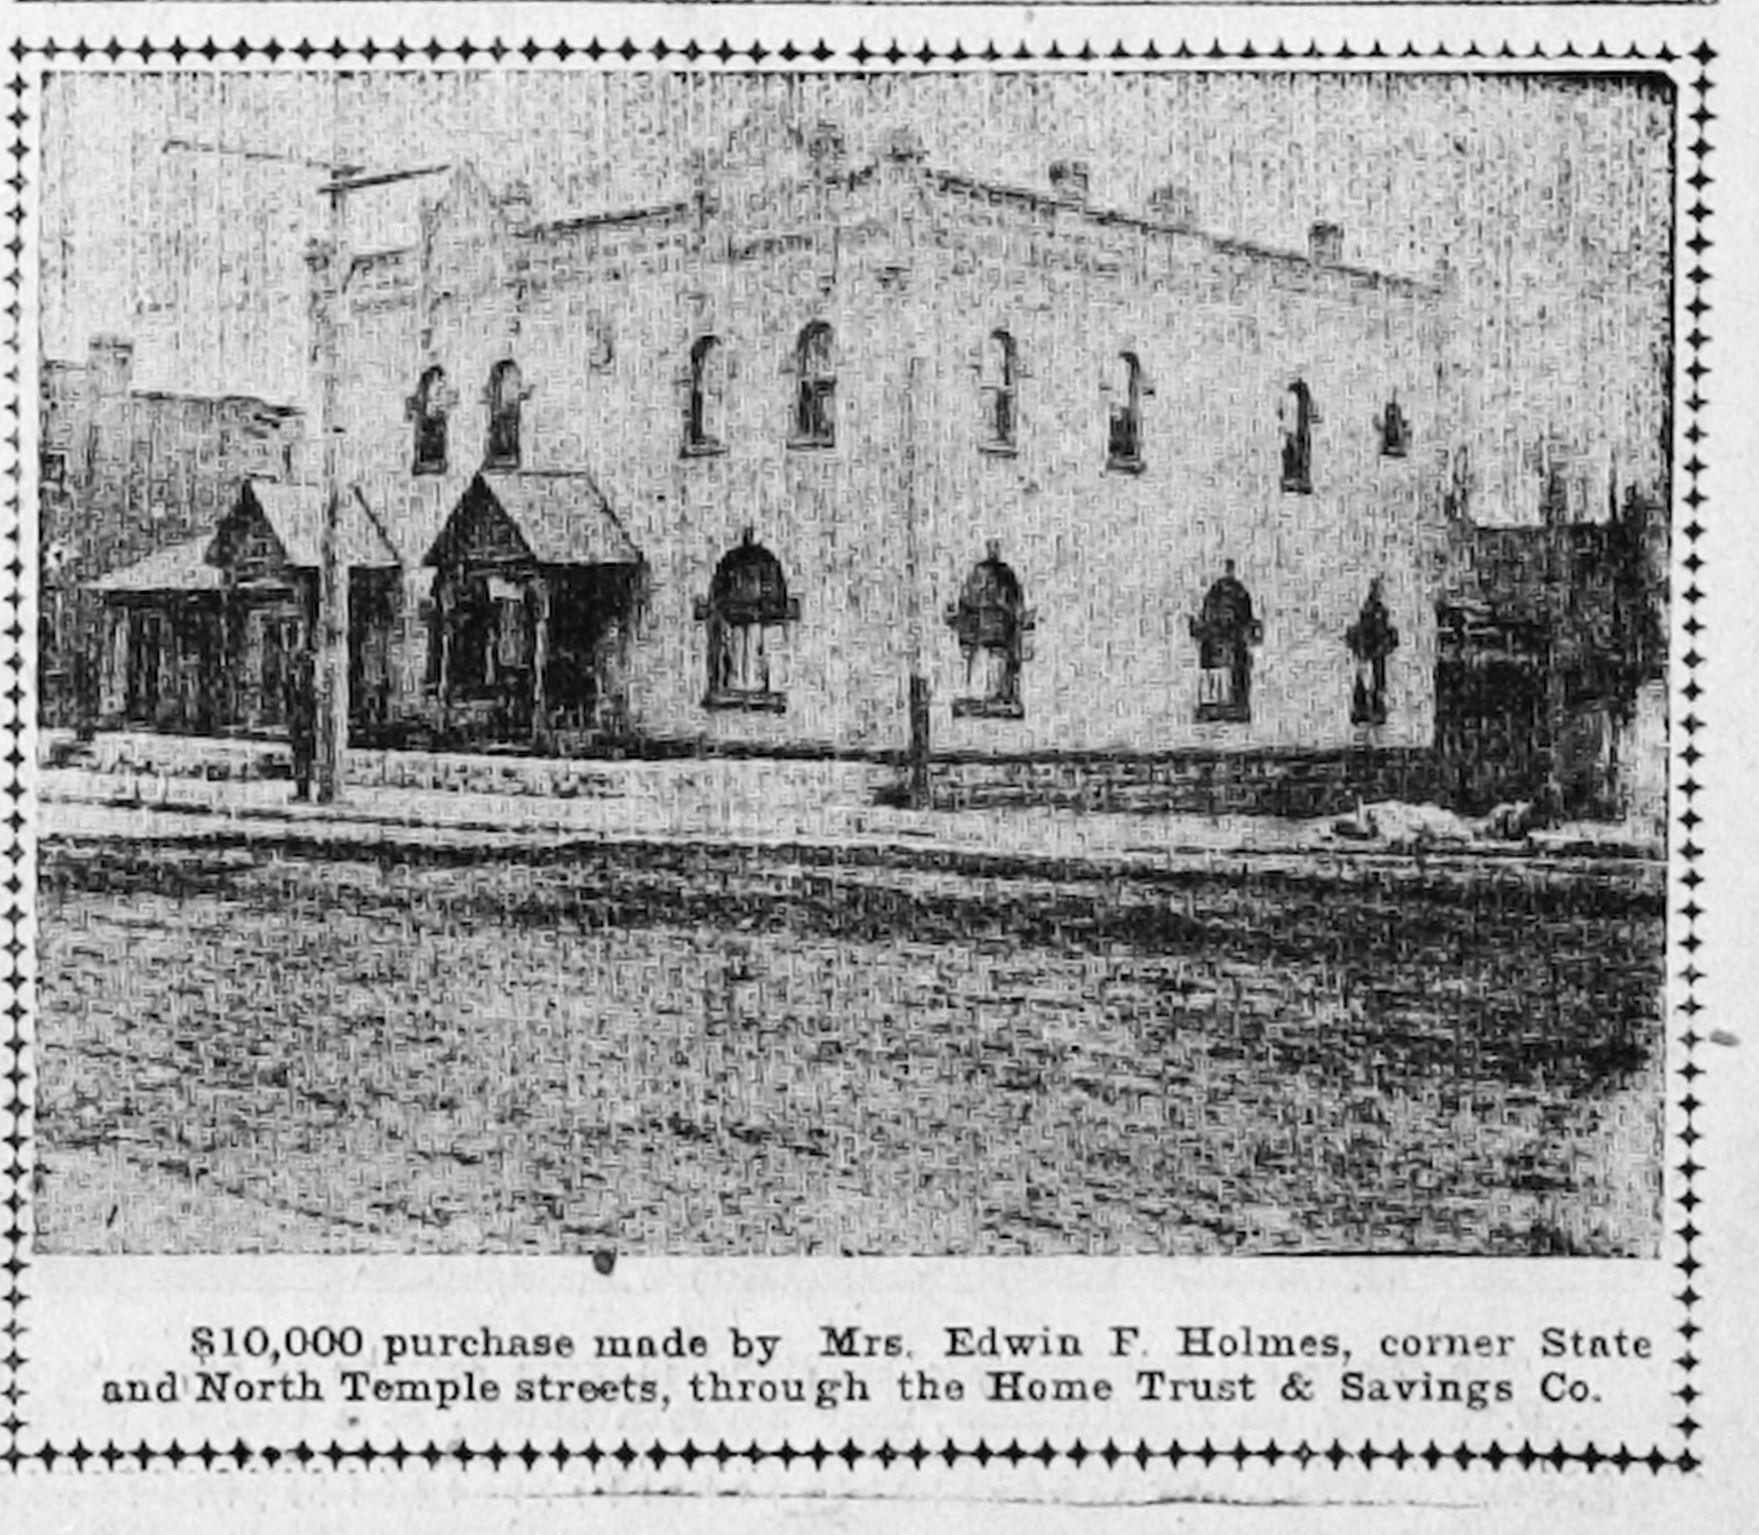 $10,000 purchase made by Mrs. Edwin F. Holmes, corner State
and North Temple streets, through the Home Trust & Savings Co.